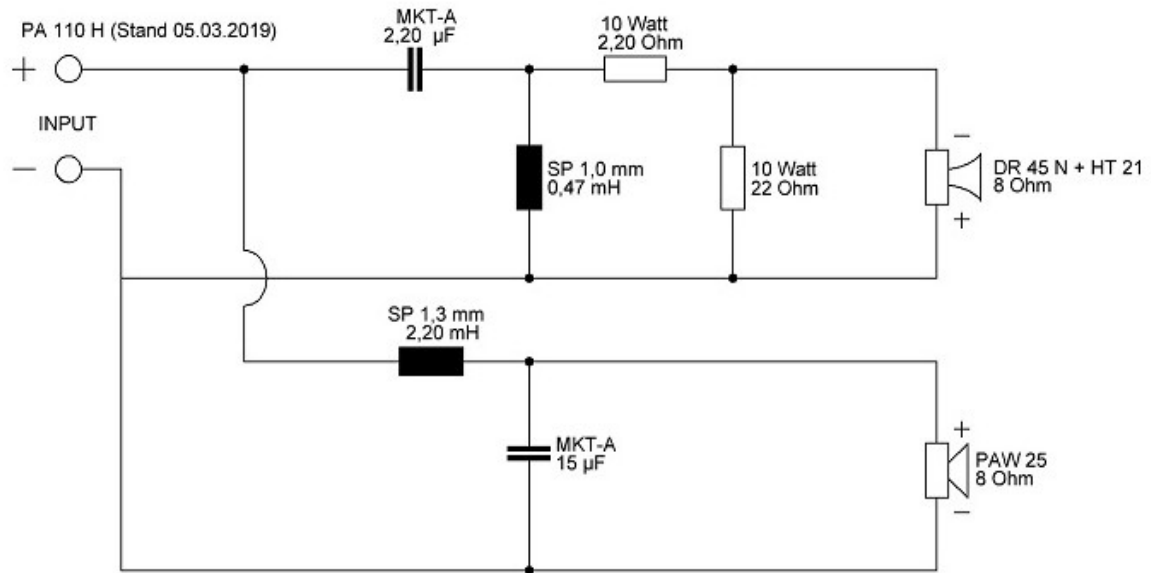 PA 110 H (Stand 05.03.2019)
+
INPUT
−
MKT-A
2,20 µF
10 Watt
2,20 Ohm
SP 1,0 mm
0,47 mH
10 Watt
22 Ohm
−
DR 45 N + HT 21
8 Ohm
+
SP 1,3 mm
2,20 mH
MKT-A
15 µF
+
PAW 25
8 Ohm
−